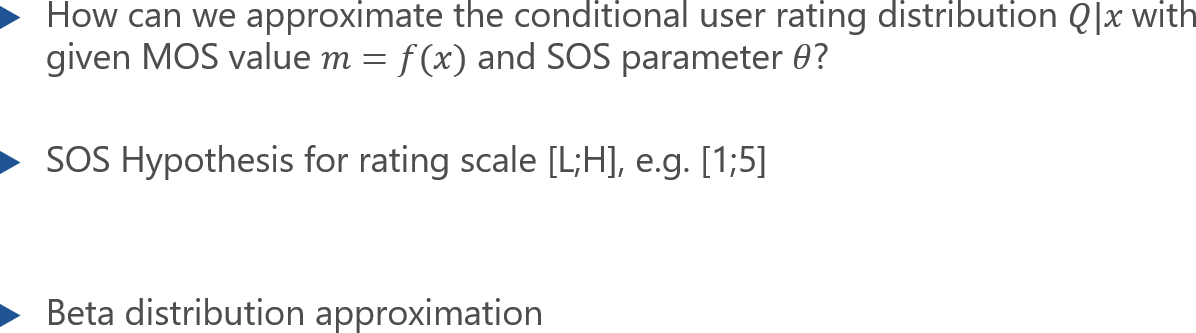 How can we approximate the conditional user rating distribution 𝑄|𝑥 with
given MOS value 𝑚 = 𝑓(𝑥) and SOS parameter 𝜃?
SOS Hypothesis for rating scale [L;H], e.g. [1;5]
Beta distribution approximation